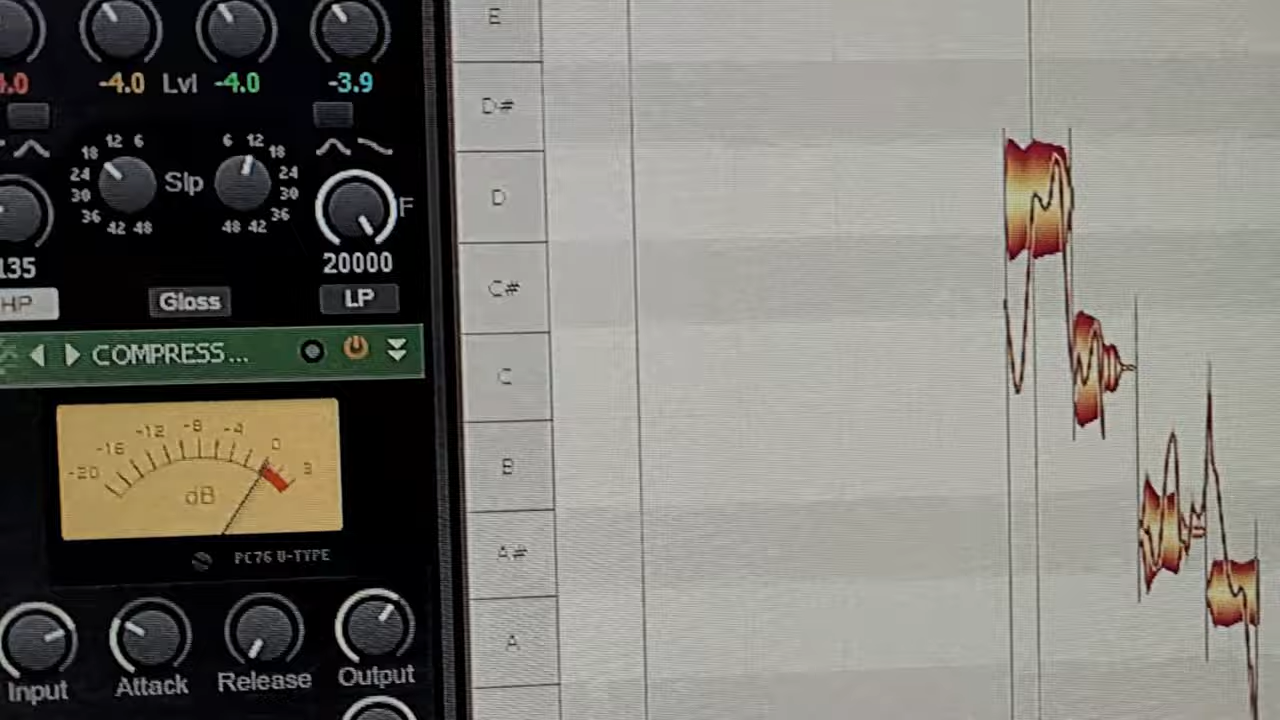 4.0 -4.0 Lvl -4.0 -3.9
18 12 6 6 12 18
24 Slp 24 F
30 30
36 36
42 48 48 42
135 20000
HP Gloss LP
COMPRESS...
-20 -16 -12 -8 -4 0 3
dB
PC76 U-TYPE
Input Attack Release Output
E
D#
D
C#
C
B
A#
A